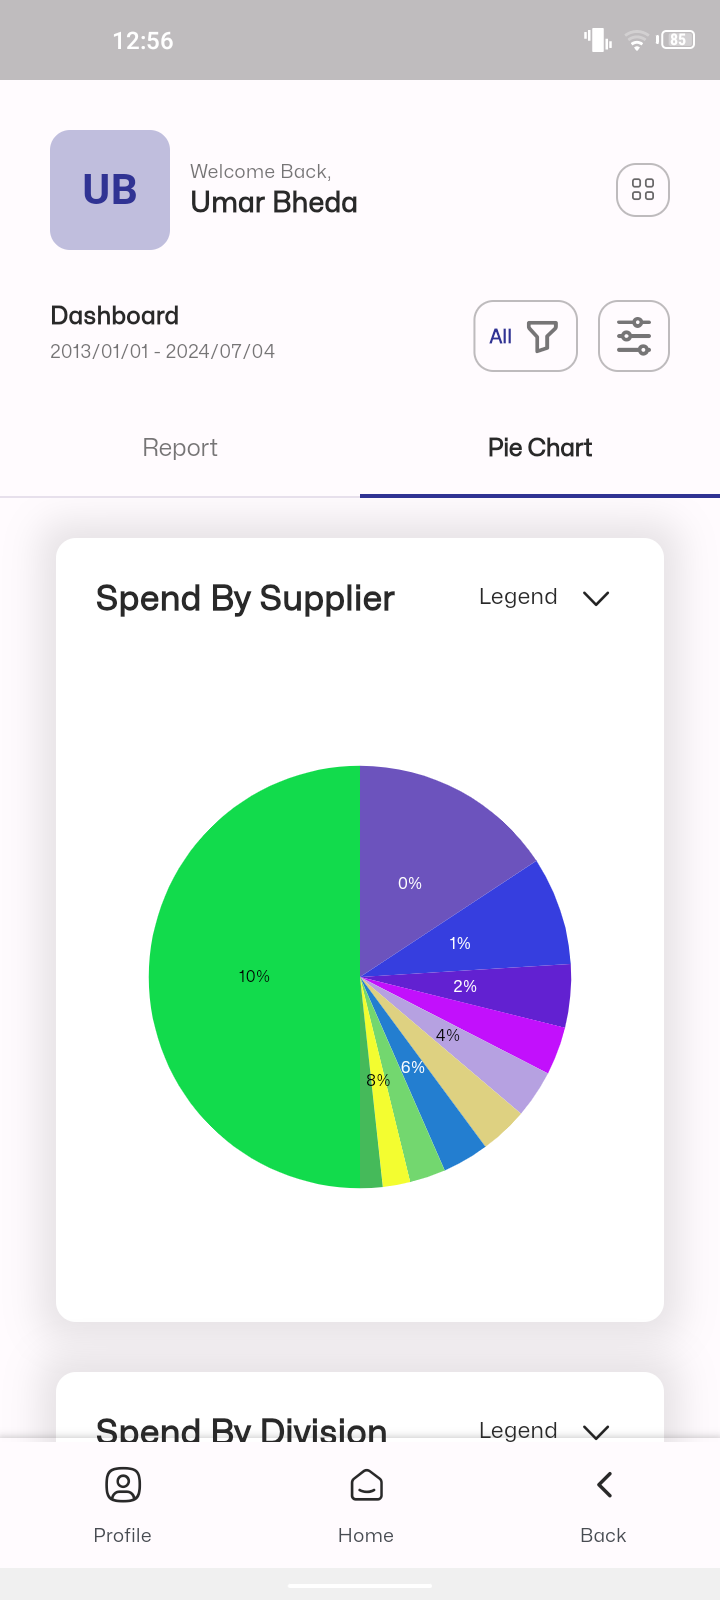 12:56
85
UB
Welcome Back,
Umar Bheda
Dashboard
2013/01/01 - 2024/07/04
All
Report
Pie Chart
Spend By Supplier
Legend
0%
1%
10%
2%
4%
6%
8%
Spend By Division
Legend
Profile
Home
Back